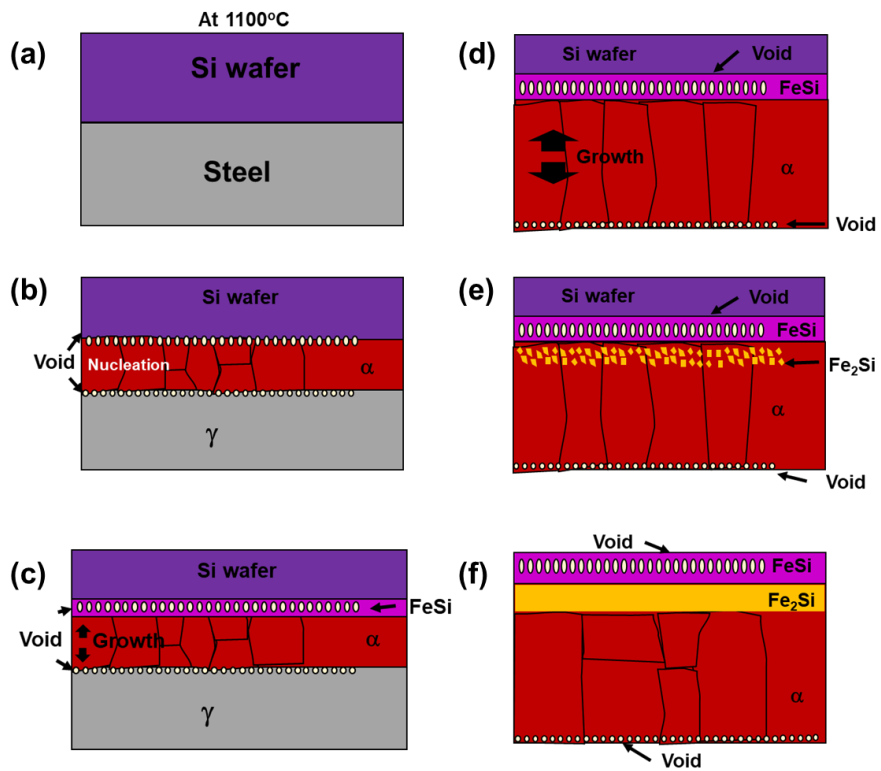 At 1100°C
(a)
Si wafer
Steel
(b)
Si wafer
Void
Nucleation
α
γ
(c)
Si wafer
FeSi
Void
Growth
α
γ
(d)
Si wafer
Void
FeSi
Growth
α
Void
(e)
Si wafer
Void
FeSi
Fe₂Si
α
Void
(f)
Void
FeSi
Fe₂Si
α
Void